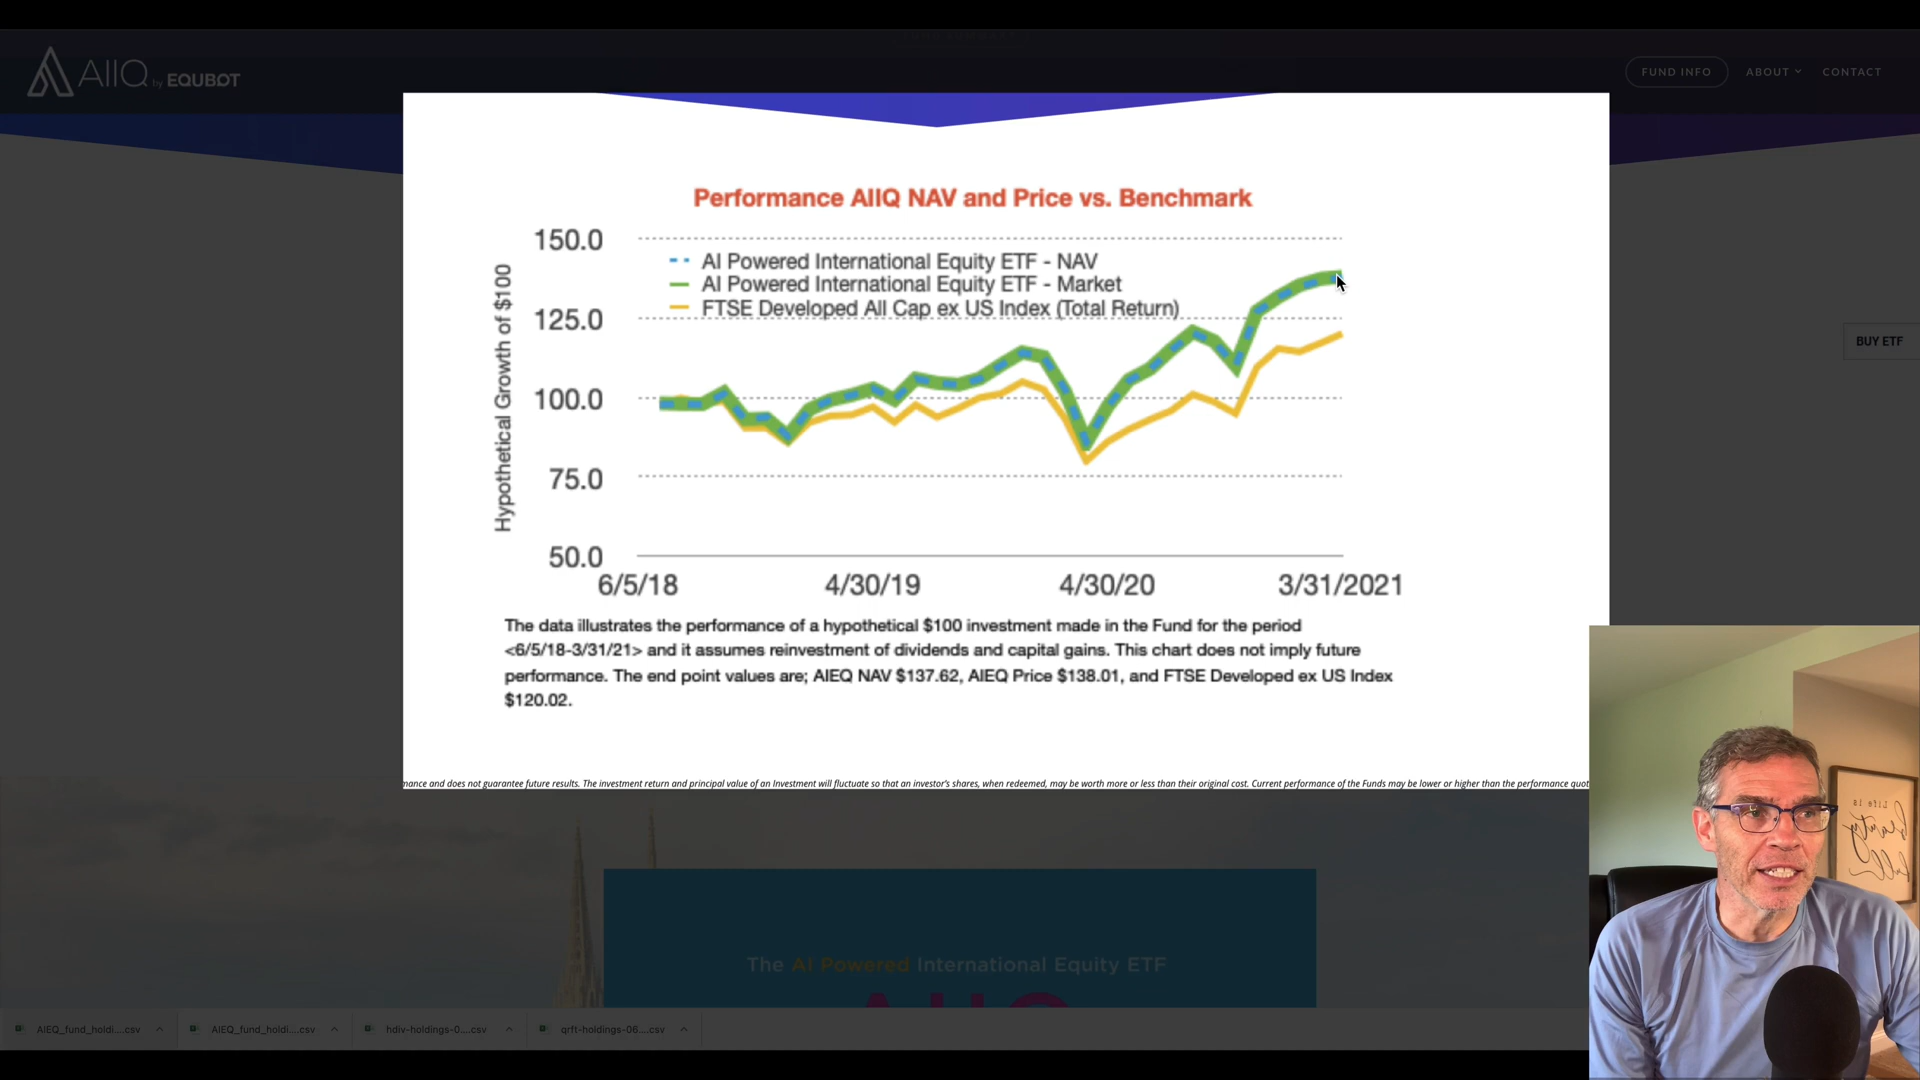 AIIQ by EQUBOT
FUND INFO
ABOUT
CONTACT
Performance AIIQ NAV and Price vs. Benchmark
150.0
125.0
100.0
75.0
50.0
Hypothetical Growth of $100
AI Powered International Equity ETF - NAV
AI Powered International Equity ETF - Market
FTSE Developed All Cap ex US Index (Total Return)
6/5/18 4/30/19 4/30/20 3/31/2021
BUY ETF
The data illustrates the performance of a hypothetical $100 investment made in the Fund for the period
<6/5/18-3/31/21> and it assumes reinvestment of dividends and capital gains. This chart does not imply future
performance. The end point values are; AIEQ NAV $137.62, AIEQ Price $138.01, and FTSE Developed ex US Index
$120.02.
mance and does not guarantee future results. The investment return and principal value of an Investment will fluctuate so that an investor's shares, when redeemed, may be worth more or less than their original cost. Current performance of the Funds may be lower or higher than the performance quot
Life is
The AI Powered International Equity ETF
AIIQ
AIEQ_fund_holdi....csv
AIEQ_fund_holdi....csv
hdiv-holdings-0....csv
qrft-holdings-06....csv